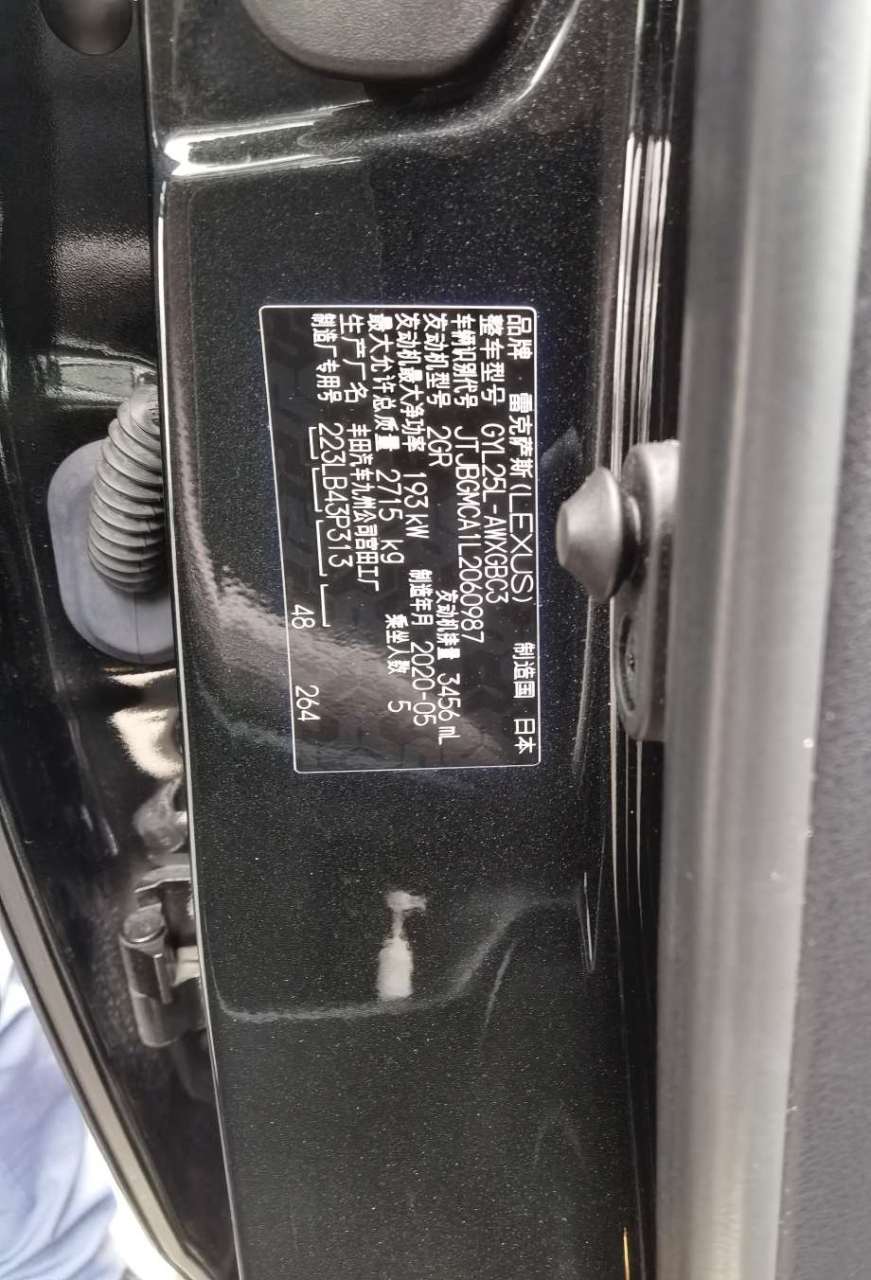 品牌 雷克萨斯(LEXUS) 制造国 日本
整车型号 GYL25L-AWXGBC3
车辆识别代号 JTJBGMCA1L2060987
发动机型号 2GR 发动机排量 3456 mL
发动机最大净功率 193 kW 制造年月 2020-05
最大允许总质量 2715 kg 乘坐人数 5
生产厂名 丰田汽车九州公司宫田工厂
制造厂专用号 223LB43P313 48 264